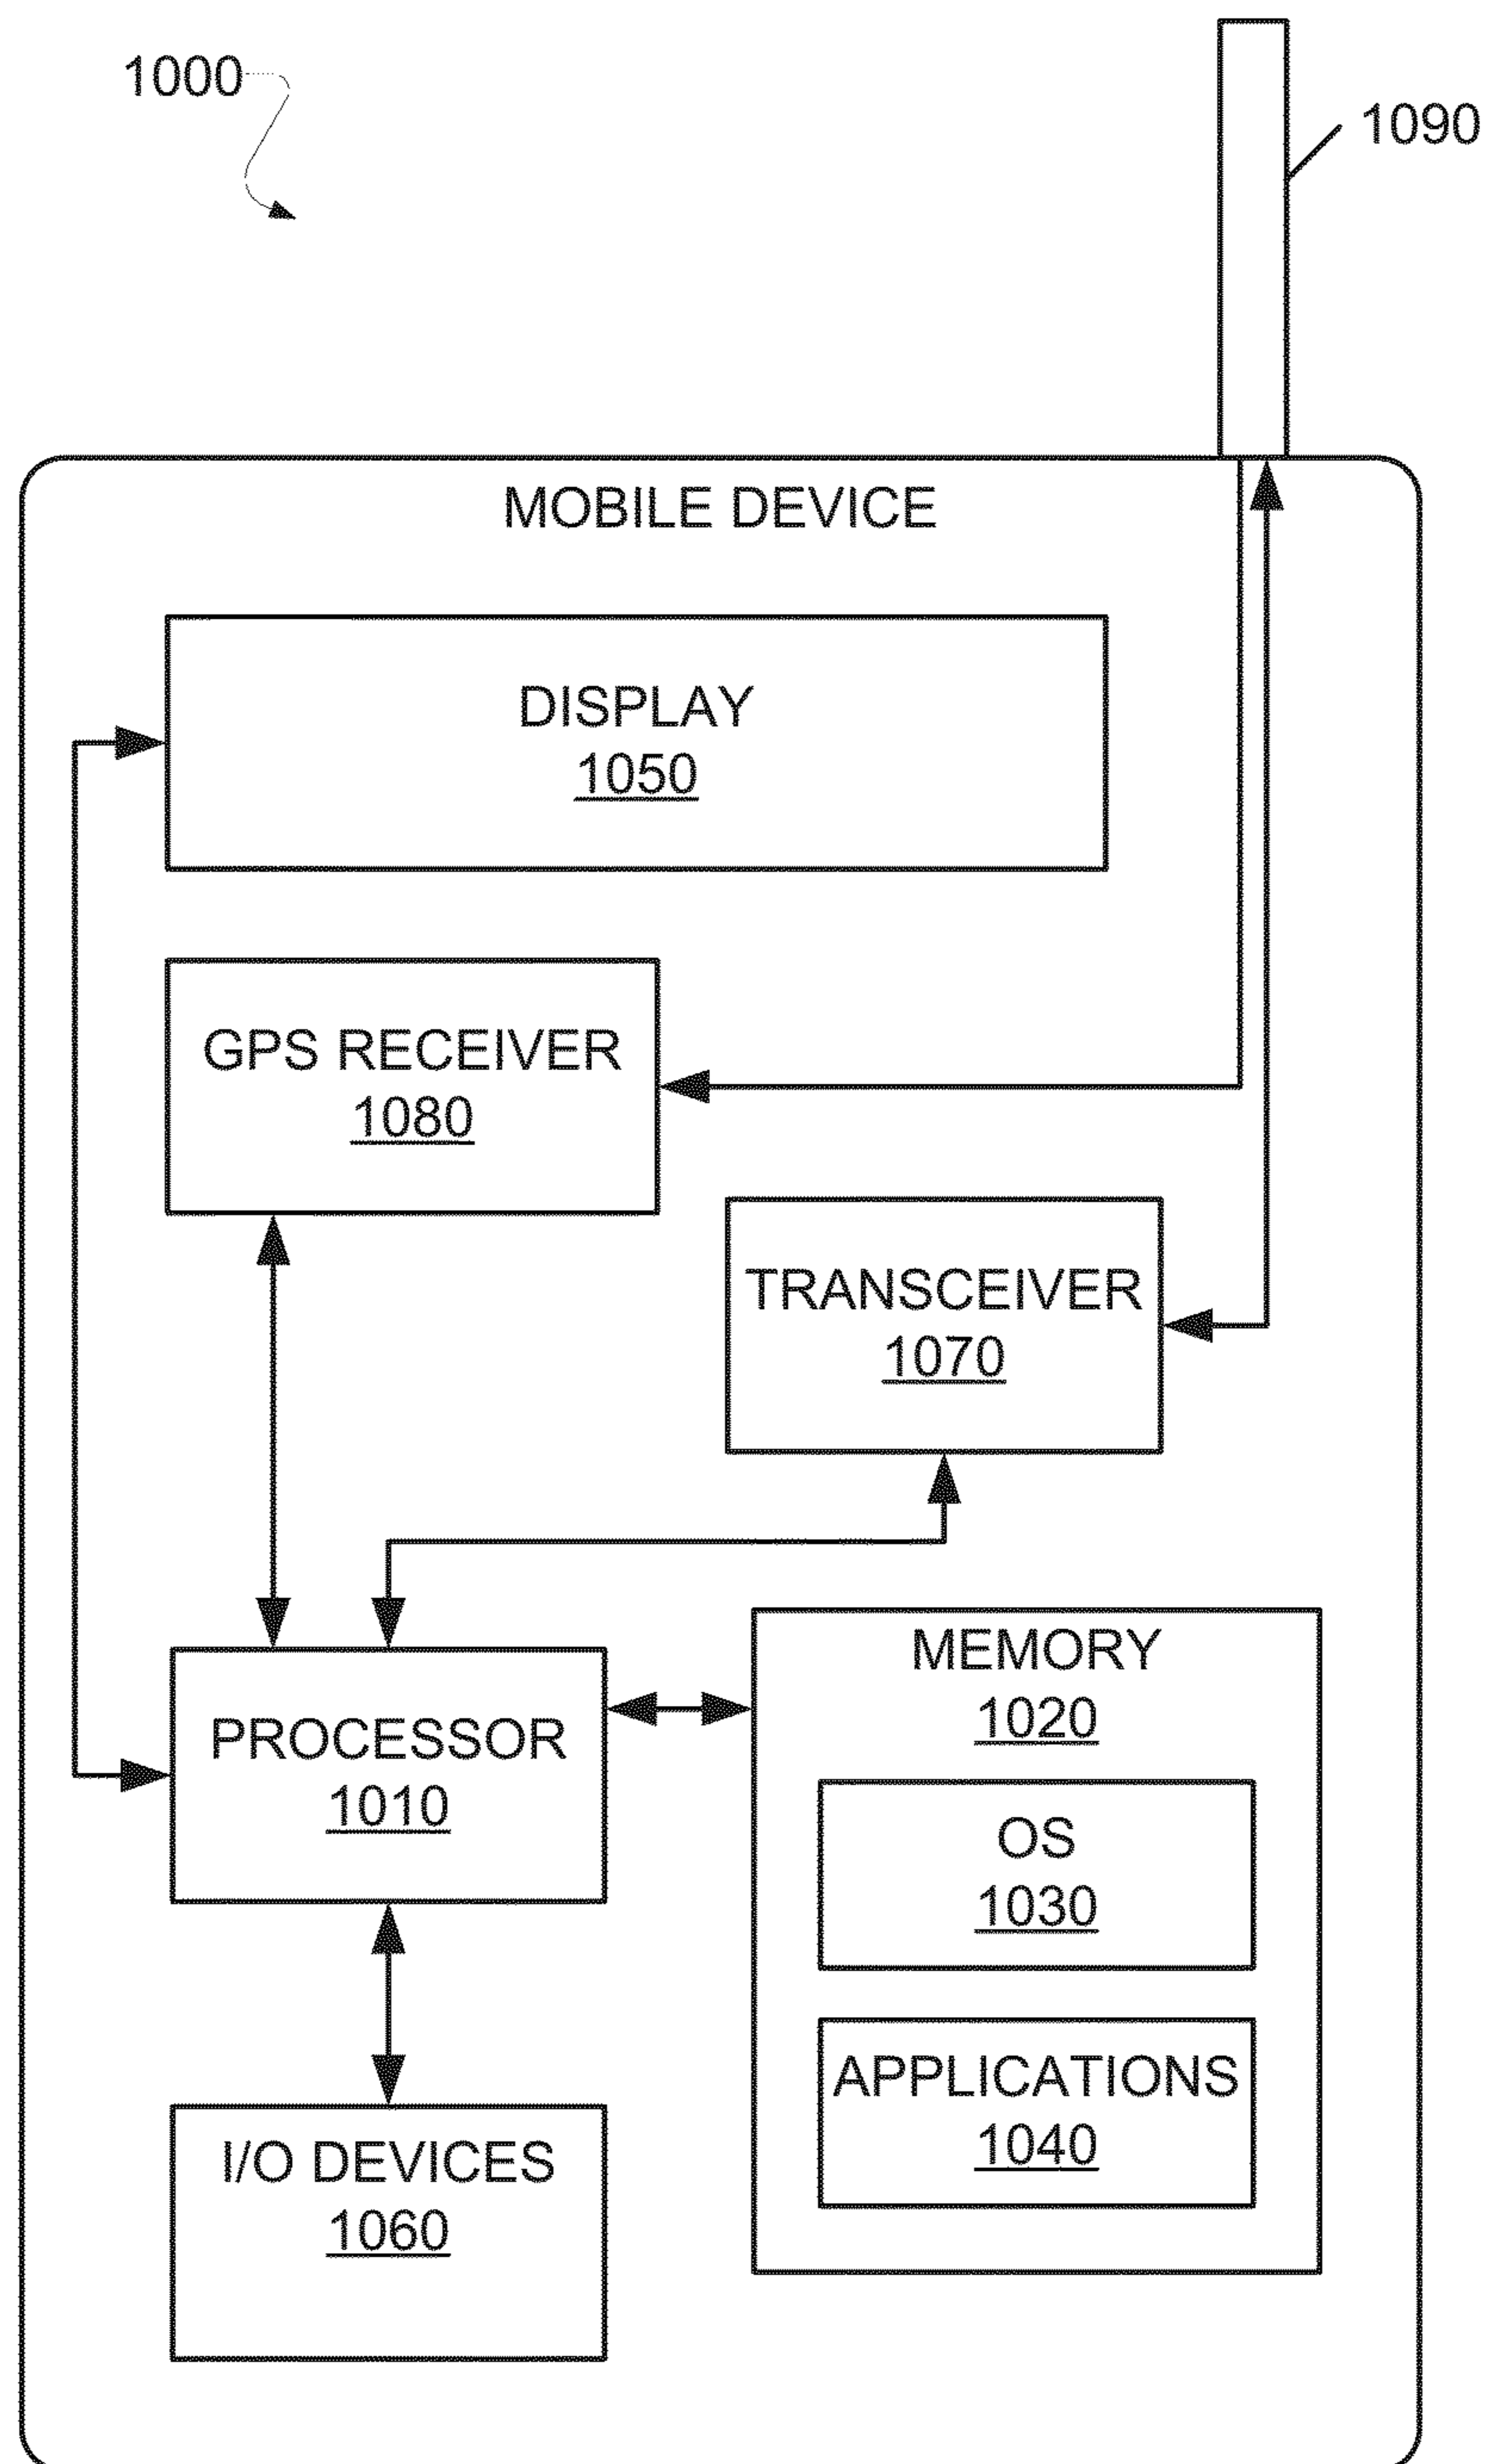 1000
1090
MOBILE DEVICE
DISPLAY
1050
GPS RECEIVER
1080
TRANSCEIVER
1070
PROCESSOR
1010
MEMORY
1020
OS
1030
APPLICATIONS
1040
I/O DEVICES
1060